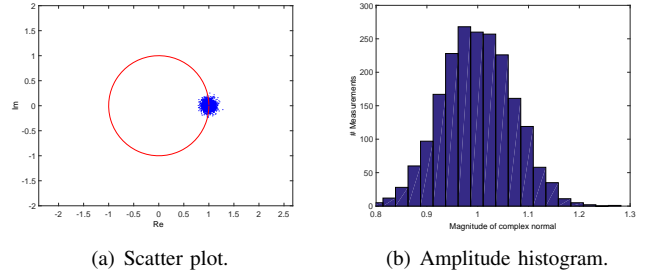 Im
2
1.5
1
0.5
0
-0.5
-1
-1.5
-2
-2 -1.5 -1 -0.5 0 0.5 1 1.5 2 2.5
Re
(a) Scatter plot.
# Measurements
300
250
200
150
100
50
0
0.8 0.9 1 1.1 1.2 1.3
Magnitude of complex normal
(b) Amplitude histogram.